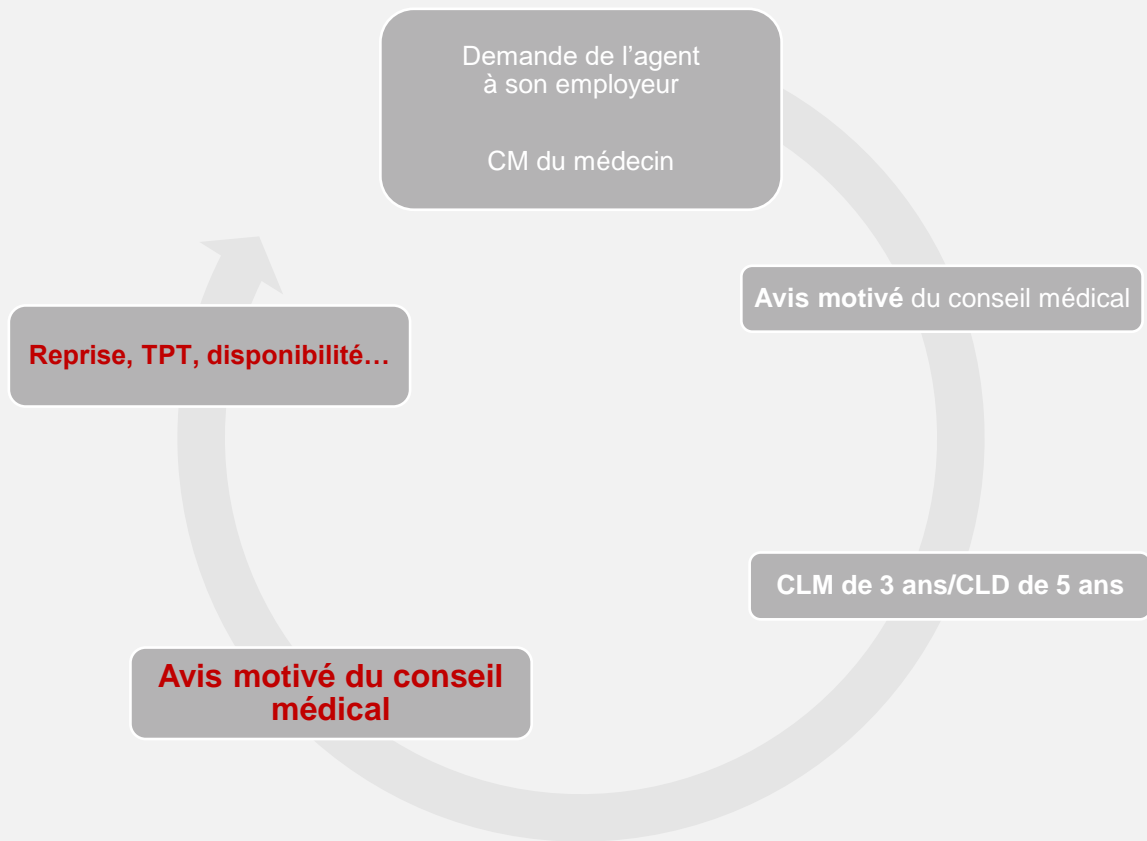 Demande de l’agent
à son employeur
CM du médecin
Avis motivé du conseil médical
CLM de 3 ans/CLD de 5 ans
Avis motivé du conseil
médical
Reprise, TPT, disponibilité…